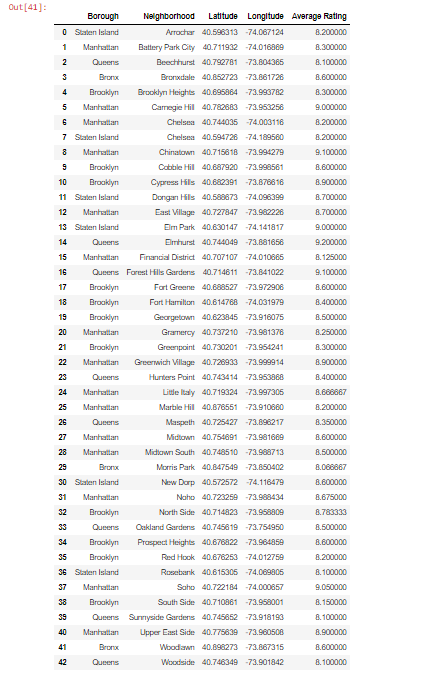 Out[41]:
Borough Neighborhood Latitude Longitude Average Rating
0 Staten Island Arrochar 40.596313 -74.067124 8.200000
1 Manhattan Battery Park City 40.711932 -74.016869 8.300000
2 Queens Beechhurst 40.792781 -73.804365 8.100000
3 Bronx Bronxdale 40.852723 -73.861726 8.600000
4 Brooklyn Brooklyn Heights 40.695864 -73.993782 8.300000
5 Manhattan Carnegie Hill 40.782683 -73.953256 9.000000
6 Manhattan Chelsea 40.744035 -74.003116 8.200000
7 Staten Island Chelsea 40.594726 -74.189560 8.200000
8 Manhattan Chinatown 40.715618 -73.994279 9.100000
9 Brooklyn Cobble Hill 40.687920 -73.998561 8.600000
10 Brooklyn Cypress Hills 40.682391 -73.876616 8.900000
11 Staten Island Dongan Hills 40.588673 -74.096399 8.700000
12 Manhattan East Village 40.727847 -73.982226 8.700000
13 Staten Island Elm Park 40.630147 -74.141817 9.000000
14 Queens Elmhurst 40.744049 -73.881656 9.200000
15 Manhattan Financial District 40.707107 -74.010665 8.125000
16 Queens Forest Hills Gardens 40.714611 -73.841022 9.100000
17 Brooklyn Fort Greene 40.688527 -73.972906 8.600000
18 Brooklyn Fort Hamilton 40.614768 -74.031979 8.400000
19 Brooklyn Georgetown 40.623845 -73.916075 8.500000
20 Manhattan Gramercy 40.737210 -73.981376 8.250000
21 Brooklyn Greenpoint 40.730201 -73.954241 8.300000
22 Manhattan Greenwich Village 40.726933 -73.999914 8.900000
23 Queens Hunters Point 40.743414 -73.953868 8.400000
24 Manhattan Little Italy 40.719324 -73.997305 8.666667
25 Manhattan Marble Hill 40.876551 -73.910660 8.200000
26 Queens Maspeth 40.725427 -73.896217 8.350000
27 Manhattan Midtown 40.754691 -73.981669 8.600000
28 Manhattan Midtown South 40.748510 -73.988713 8.500000
29 Bronx Morris Park 40.847549 -73.850402 8.066667
30 Staten Island New Dorp 40.572572 -74.116479 8.600000
31 Manhattan Noho 40.723259 -73.988434 8.675000
32 Brooklyn North Side 40.714823 -73.958809 8.783333
33 Queens Oakland Gardens 40.745619 -73.754950 8.500000
34 Brooklyn Prospect Heights 40.676822 -73.964859 8.600000
35 Brooklyn Red Hook 40.676253 -74.012759 8.200000
36 Staten Island Rosebank 40.615305 -74.069805 8.100000
37 Manhattan Soho 40.722184 -74.000657 9.050000
38 Brooklyn South Side 40.710861 -73.958001 8.150000
39 Queens Sunnyside Gardens 40.745652 -73.918193 8.100000
40 Manhattan Upper East Side 40.775639 -73.960508 8.900000
41 Bronx Woodlawn 40.898273 -73.867315 8.600000
42 Queens Woodside 40.746349 -73.901842 8.100000